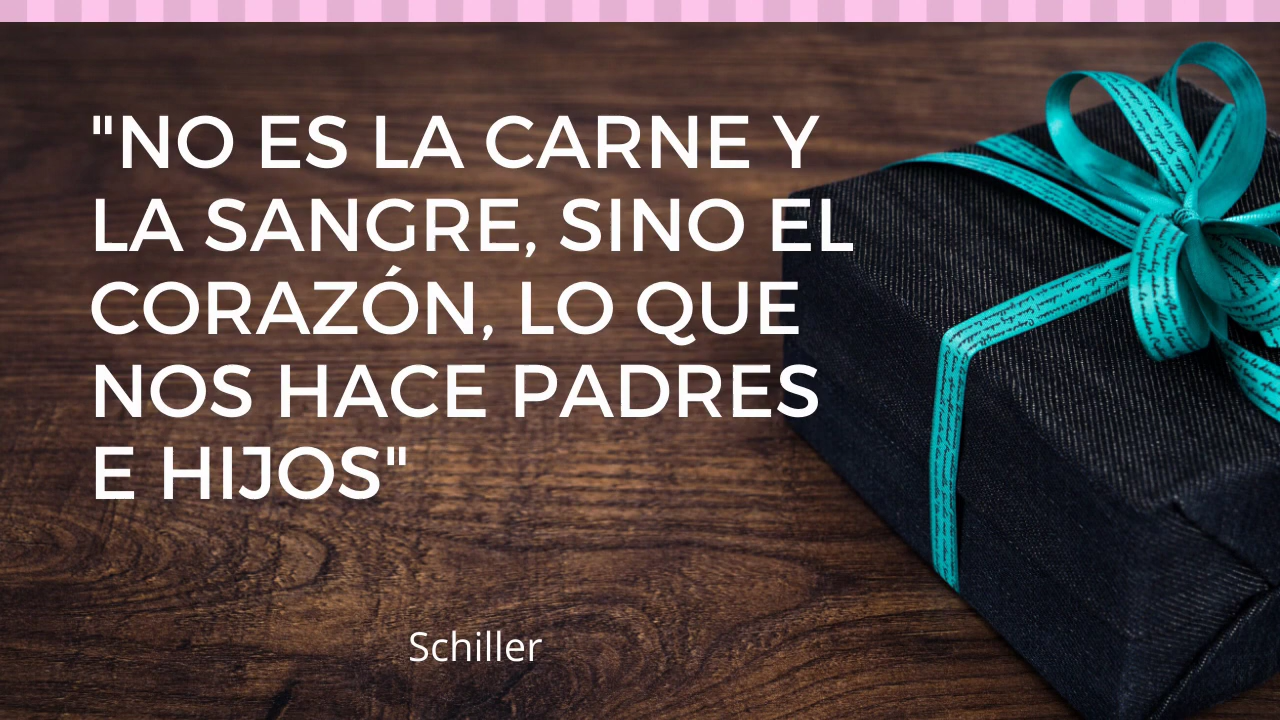 "NO ES LA CARNE Y
LA SANGRE, SINO EL
CORAZÓN, LO QUE
NOS HACE PADRES
E HIJOS"
Schiller